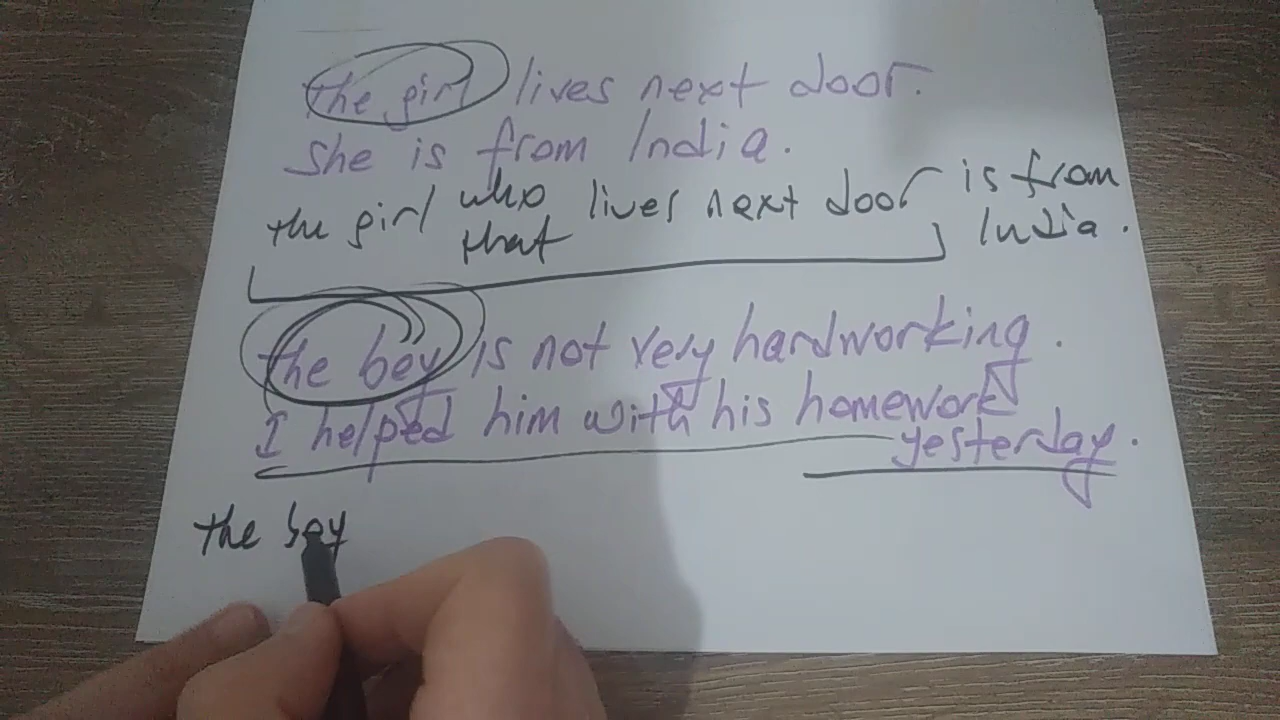 the girl lives next door.
She is from India.
the girl who lives next door is from
that India.
the boy is not very hardworking.
I helped him with his homework
yesterday.
the boy